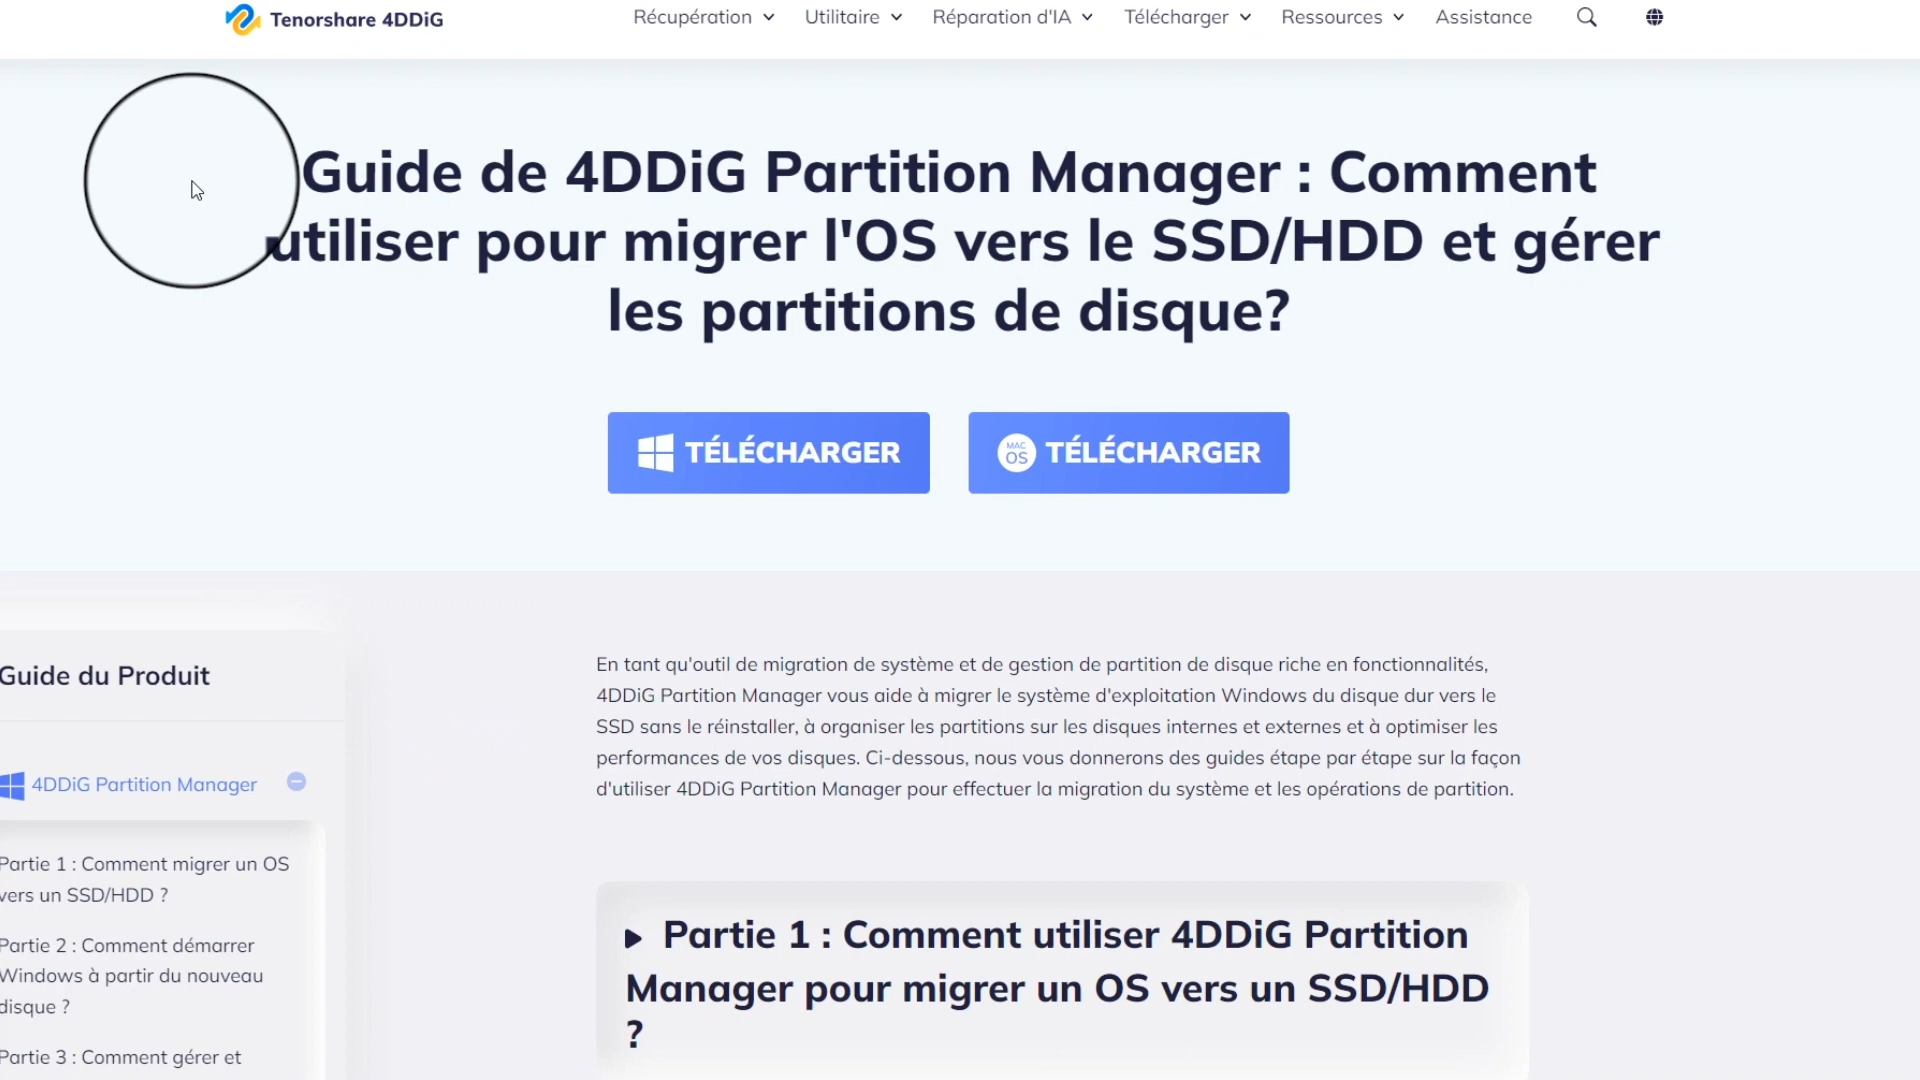 Tenorshare 4DDiG
Récupération
Utilitaire
Réparation d'IA
Télécharger
Ressources
Assistance
Guide de 4DDiG Partition Manager : Comment
utiliser pour migrer l'OS vers le SSD/HDD et gérer
les partitions de disque?
TÉLÉCHARGER
MAC
OS
TÉLÉCHARGER
Guide du Produit
4DDiG Partition Manager
Partie 1 : Comment migrer un OS
vers un SSD/HDD ?
Partie 2 : Comment démarrer
Windows à partir du nouveau
disque ?
Partie 3 : Comment gérer et
En tant qu'outil de migration de système et de gestion de partition de disque riche en fonctionnalités,
4DDiG Partition Manager vous aide à migrer le système d'exploitation Windows du disque dur vers le
SSD sans le réinstaller, à organiser les partitions sur les disques internes et externes et à optimiser les
performances de vos disques. Ci-dessous, nous vous donnerons des guides étape par étape sur la façon
d'utiliser 4DDiG Partition Manager pour effectuer la migration du système et les opérations de partition.
Partie 1 : Comment utiliser 4DDiG Partition
Manager pour migrer un OS vers un SSD/HDD
?